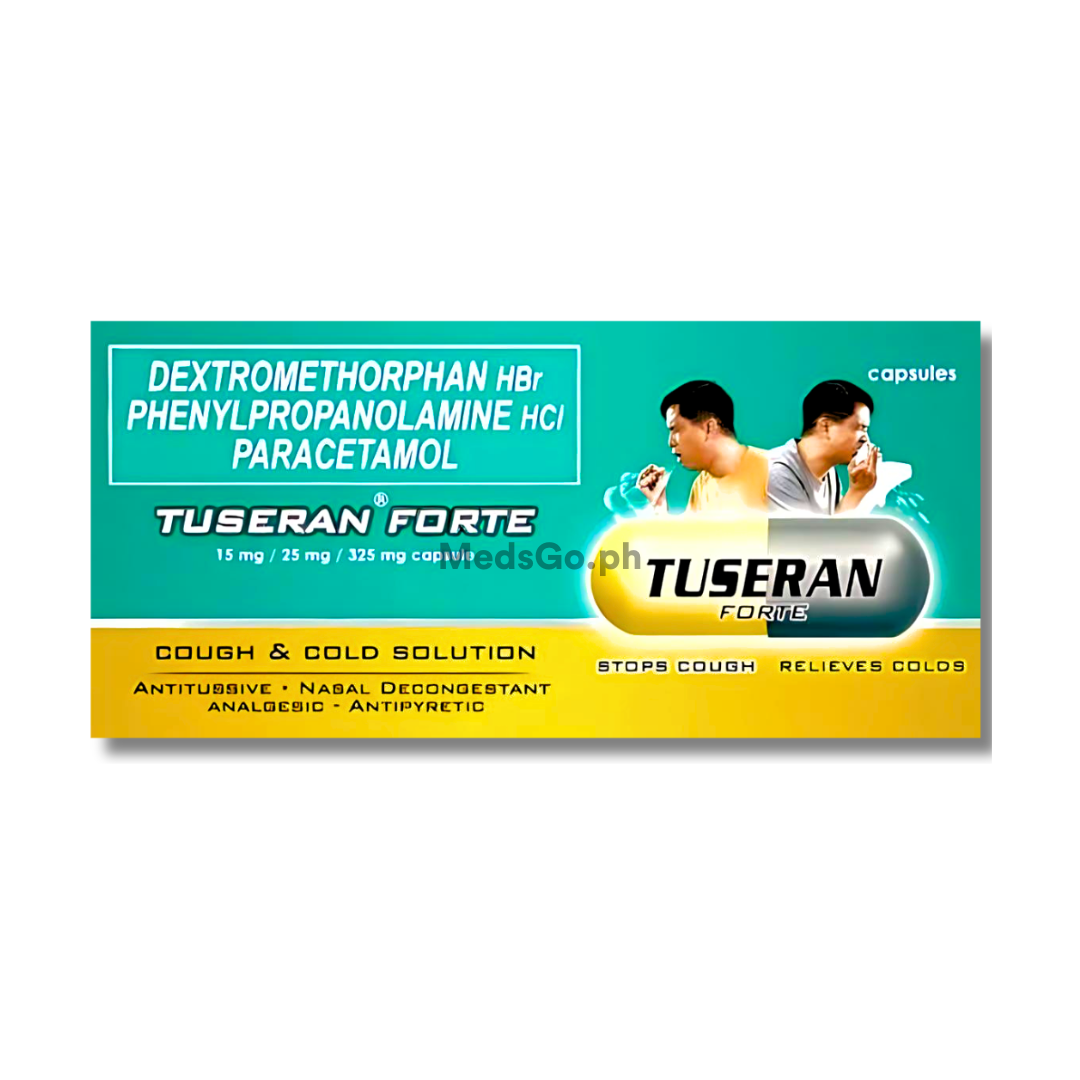 DEXTROMETHORPHAN HBr
PHENYLPROPANOLAMINE HCl
PARACETAMOL
TUSERAN® FORTE
15 mg / 25 mg / 325 mg capsule
COUGH & COLD SOLUTION
ANTITUSSIVE • NASAL DECONGESTANT
ANALGESIC - ANTIPYRETIC
capsules
TUSERAN
FORTE
STOPS COUGH RELIEVES COLDS
MedsGo.ph